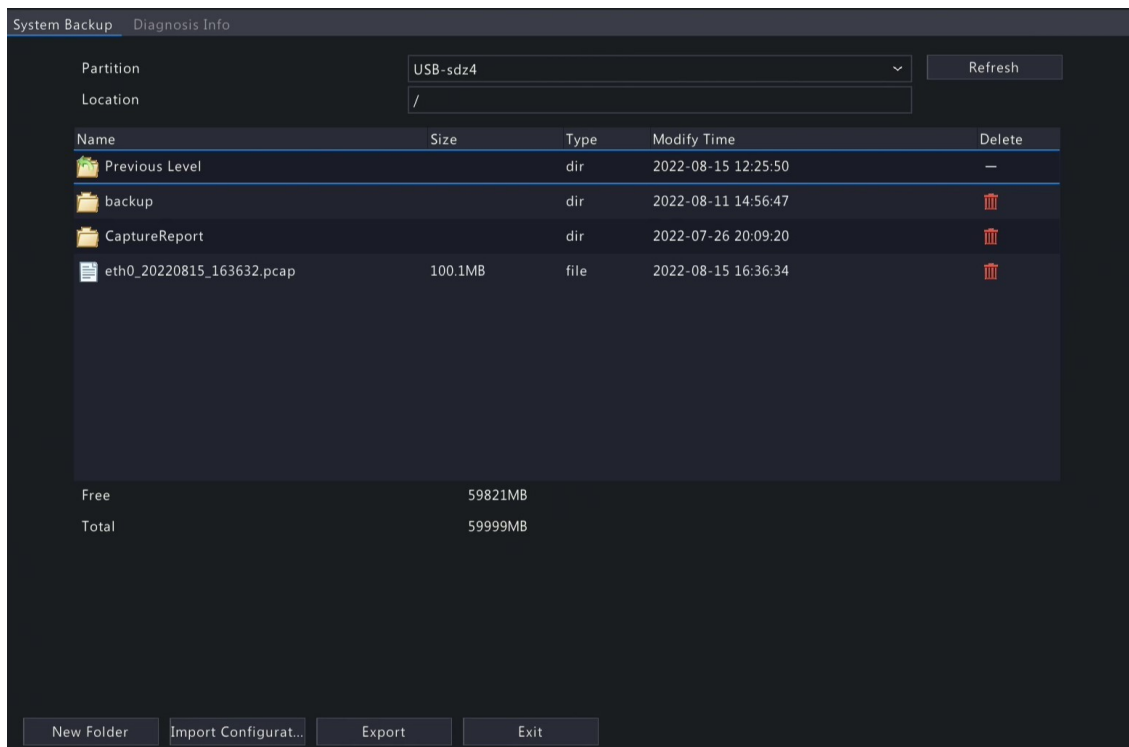 System Backup Diagnosis Info
Partition USB-sdz4 Refresh
Location /
Name Size Type Modify Time Delete
Previous Level dir 2022-08-15 12:25:50 —
backup dir 2022-08-11 14:56:47
CaptureReport dir 2022-07-26 20:09:20
eth0_20220815_163632.pcap 100.1MB file 2022-08-15 16:36:34
Free 59821MB
Total 59999MB
New Folder Import Configurat... Export Exit